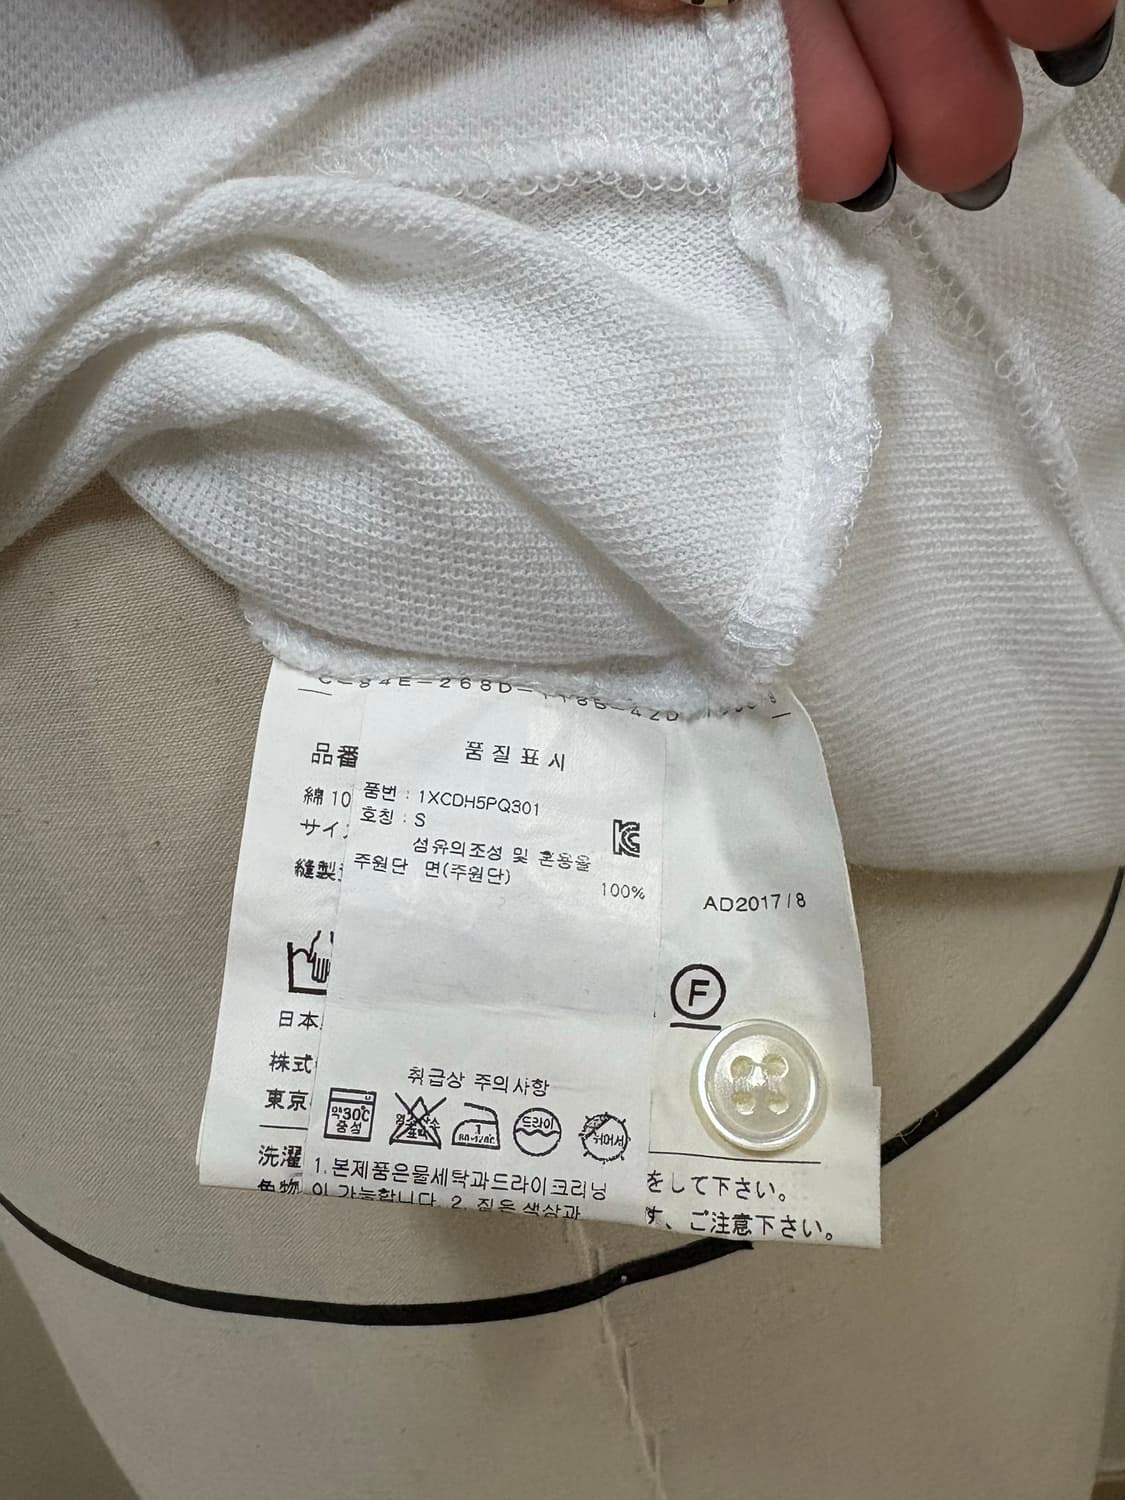 品番
綿 10
サイ
縫製
日本
株式
東京
洗濯
色物
품질표시
품번 : 1XCDH5PQ301
호칭 : S
섬유의조성 및 혼용율
주원단 면(주원단)
100%
취급상 주의사항
약30℃
중성
드라이
1.본제품은물세탁과드라이크리닝
이 가능합니다. 2. 짙은 색상과
AD2017/8
F
をして下さい。
す、ご注意下さい。